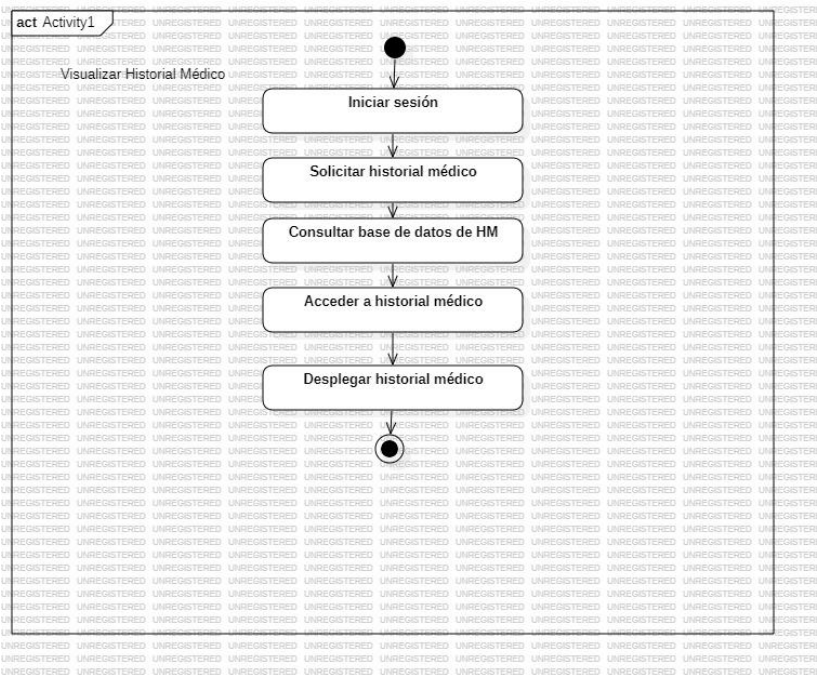 act Activity1
Visualizar Historial Médico
Iniciar sesión
Solicitar historial médico
Consultar base de datos de HM
Acceder a historial médico
Desplegar historial médico
UNREGISTERED